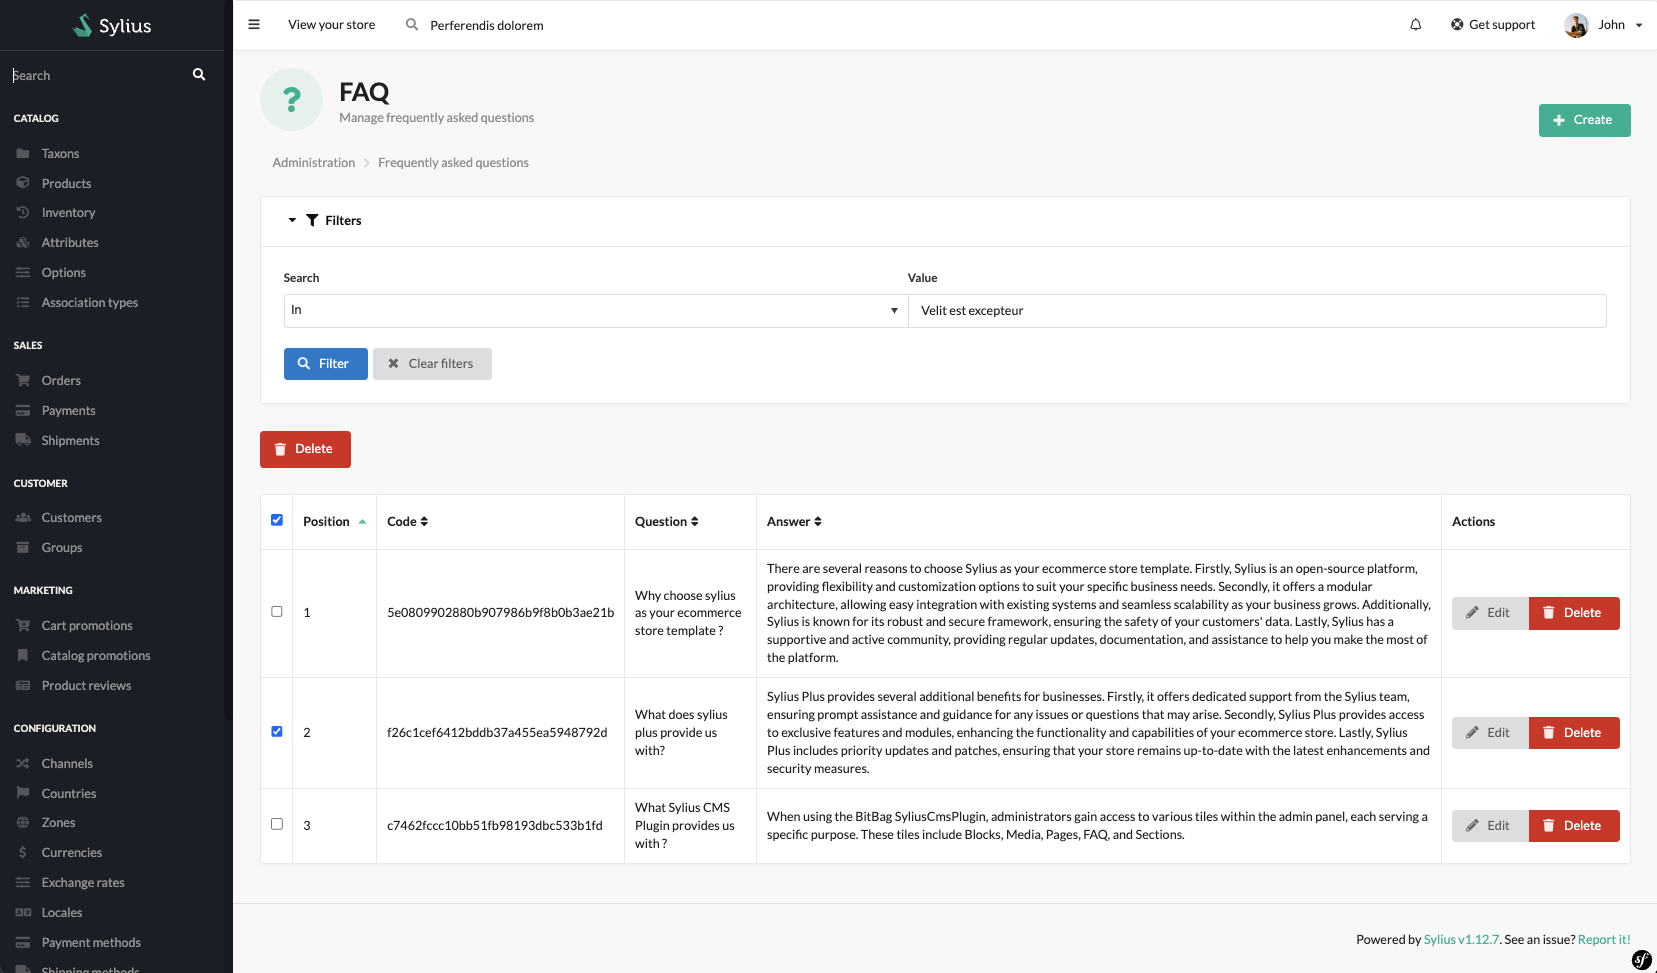 Sylius
Search
CATALOG
Taxons
Products
Inventory
Attributes
Options
Association types
SALES
Orders
Payments
Shipments
CUSTOMER
Customers
Groups
MARKETING
Cart promotions
Catalog promotions
Product reviews
CONFIGURATION
Channels
Countries
Zones
Currencies
Exchange rates
Locales
Payment methods
Shipping methods
View your store
Perferendis dolorem
Get support
John
FAQ
Manage frequently asked questions
Create
Administration
Frequently asked questions
Filters
Search
Value
In
Velit est excepteur
Filter
Clear filters
Delete
Position
Code
Question
Answer
Actions
1
5e0809902880b907986b9f8b0b3ae21b
Why choose sylius
as your ecommerce
store template ?
There are several reasons to choose Sylius as your ecommerce store template. Firstly, Sylius is an open-source platform,
providing flexibility and customization options to suit your specific business needs. Secondly, it offers a modular
architecture, allowing easy integration with existing systems and seamless scalability as your business grows. Additionally,
Sylius is known for its robust and secure framework, ensuring the safety of your customers' data. Lastly, Sylius has a
supportive and active community, providing regular updates, documentation, and assistance to help you make the most of
the platform.
Edit
Delete
2
f26c1cef6412bddb37a455ea5948792d
What does sylius
plus provide us
with?
Sylius Plus provides several additional benefits for businesses. Firstly, it offers dedicated support from the Sylius team,
ensuring prompt assistance and guidance for any issues or questions that may arise. Secondly, Sylius Plus provides access
to exclusive features and modules, enhancing the functionality and capabilities of your ecommerce store. Lastly, Sylius
Plus includes priority updates and patches, ensuring that your store remains up-to-date with the latest enhancements and
security measures.
Edit
Delete
3
c7462fccc10bb51fb98193dbc533b1fd
What Sylius CMS
Plugin provides us
with ?
When using the BitBag SyliusCmsPlugin, administrators gain access to various tiles within the admin panel, each serving a
specific purpose. These tiles include Blocks, Media, Pages, FAQ, and Sections.
Edit
Delete
Powered by Sylius v1.12.7. See an issue? Report it!
sf